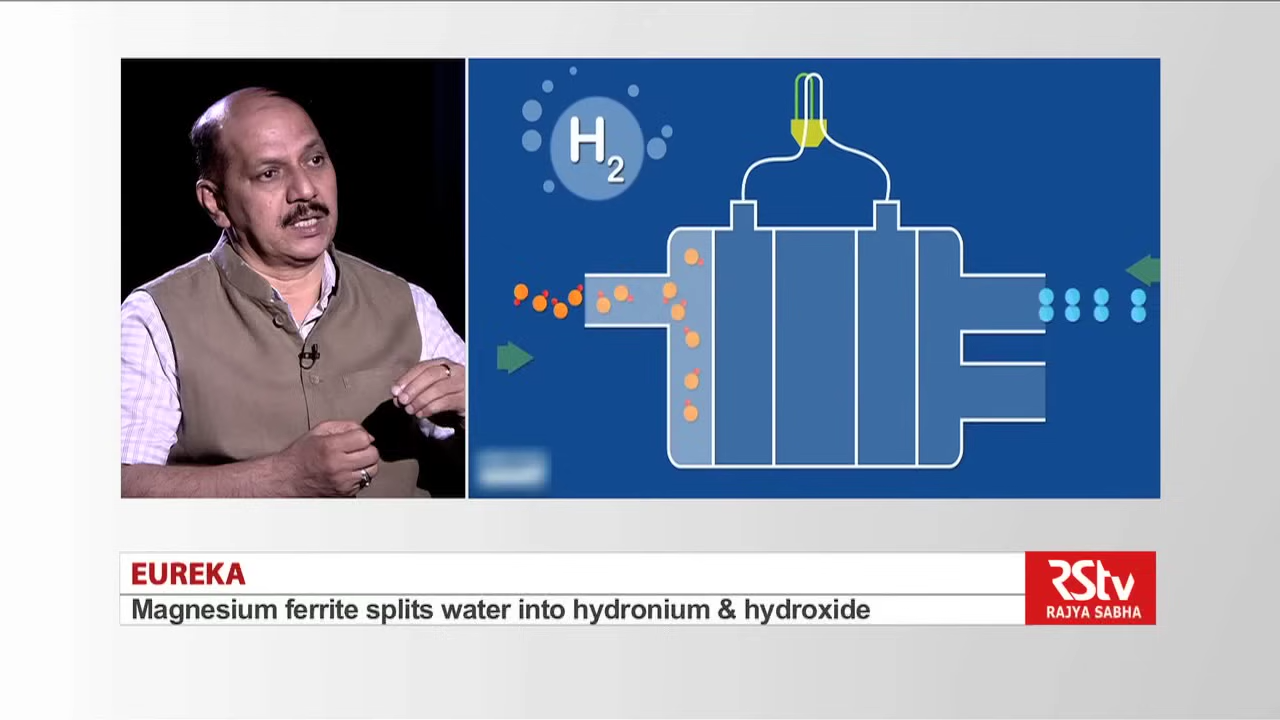 H2
EUREKA
Magnesium ferrite splits water into hydronium & hydroxide
RStv
RAJYA SABHA